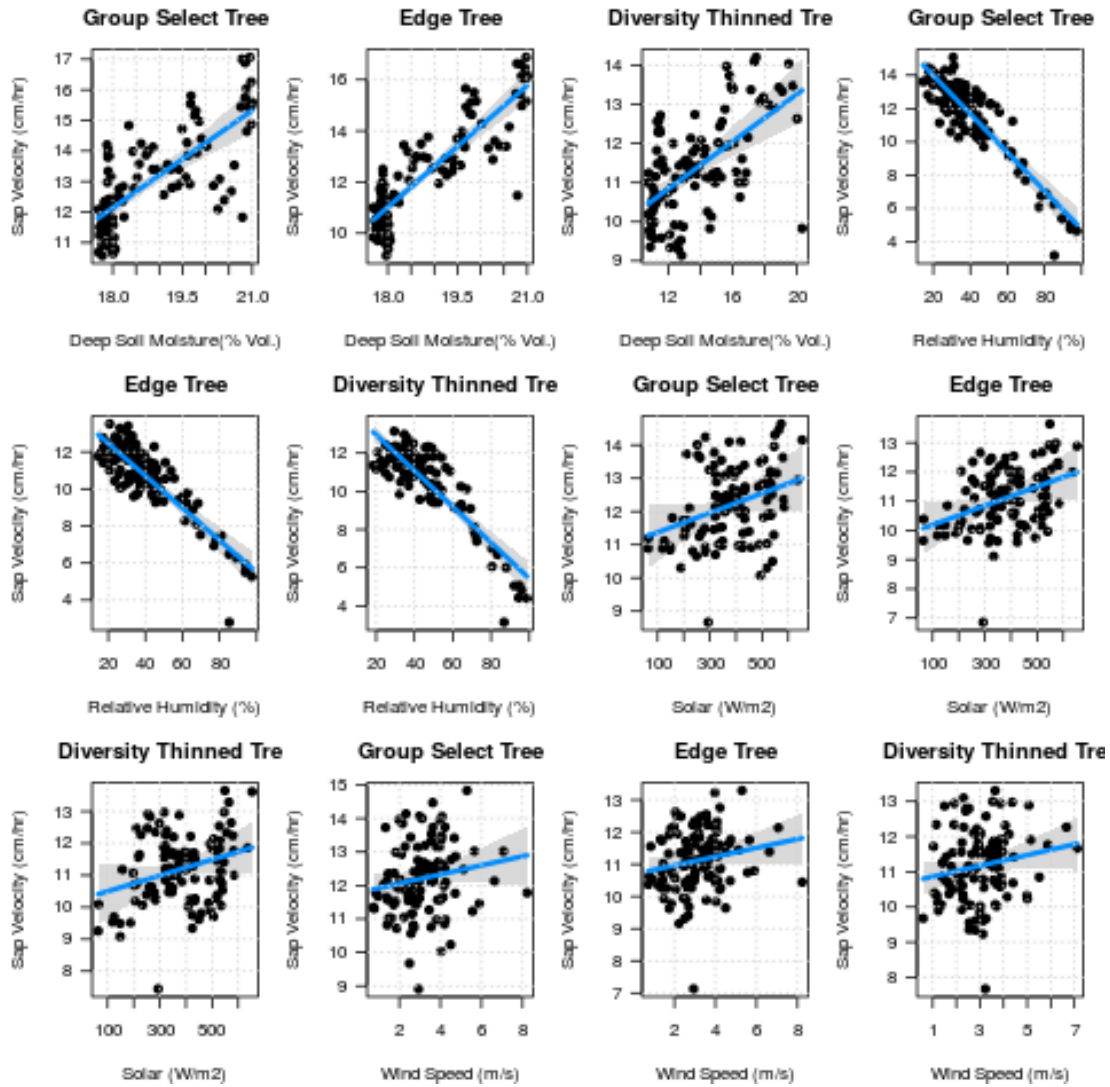 Group Select Tree
Edge Tree
Diversity Thinned Tre
Group Select Tree
Sap Velocity (cm/hr)
17
16
15
14
13
12
11
18.0 19.5 21.0
Deep Soil Moisture(% Vol.)
Sap Velocity (cm/hr)
16
14
12
10
18.0 19.5 21.0
Deep Soil Moisture(% Vol.)
Sap Velocity (cm/hr)
14
13
12
11
10
9
12 16 20
Deep Soil Moisture(% Vol.)
Sap Velocity (cm/hr)
14
12
10
8
6
4
20 40 60 80
Relative Humidity (%)
Edge Tree
Diversity Thinned Tre
Group Select Tree
Edge Tree
Sap Velocity (cm/hr)
12
10
8
6
4
20 40 60 80
Relative Humidity (%)
Sap Velocity (cm/hr)
12
10
8
6
4
20 40 60 80
Relative Humidity (%)
Sap Velocity (cm/hr)
14
13
12
11
10
9
100 300 500
Solar (W/m2)
Sap Velocity (cm/hr)
13
12
11
10
9
8
7
100 300 500
Solar (W/m2)
Diversity Thinned Tre
Group Select Tree
Edge Tree
Diversity Thinned Tre
Sap Velocity (cm/hr)
13
12
11
10
9
8
100 300 500
Solar (W/m2)
Sap Velocity (cm/hr)
15
14
13
12
11
10
9
2 4 6 8
Wind Speed (m/s)
Sap Velocity (cm/hr)
13
12
11
10
9
8
7
2 4 6 8
Wind Speed (m/s)
Sap Velocity (cm/hr)
13
12
11
10
9
8
1 3 5 7
Wind Speed (m/s)